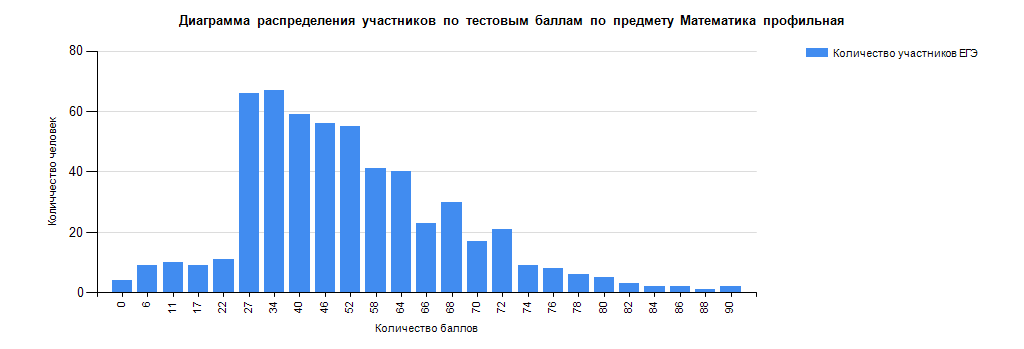 Диаграмма распределения участников по тестовым баллам по предмету Математика профильная
Количество участников ЕГЭ
Количчество человек
80
60
40
20
0
0 6 11 17 22 27 34 40 46 52 58 64 66 68 70 72 74 76 78 80 82 84 86 88 90
Количество баллов